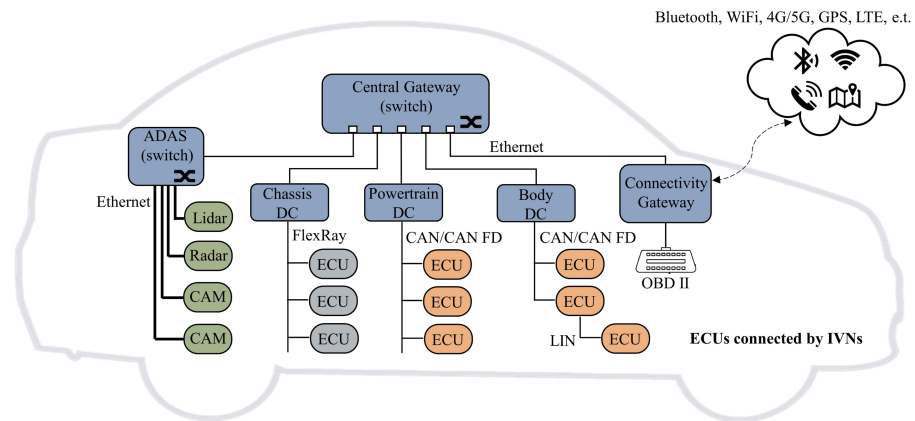 Bluetooth, WiFi, 4G/5G, GPS, LTE, e.t.
Central Gateway
(switch)
ADAS
(switch)
Ethernet
Ethernet
Chassis
DC
Powertrain
DC
Body
DC
Connectivity
Gateway
Lidar
Radar
CAM
CAM
FlexRay
ECU
ECU
ECU
CAN/CAN FD
ECU
ECU
ECU
CAN/CAN FD
ECU
ECU
LIN
ECU
OBD II
ECUs connected by IVNs